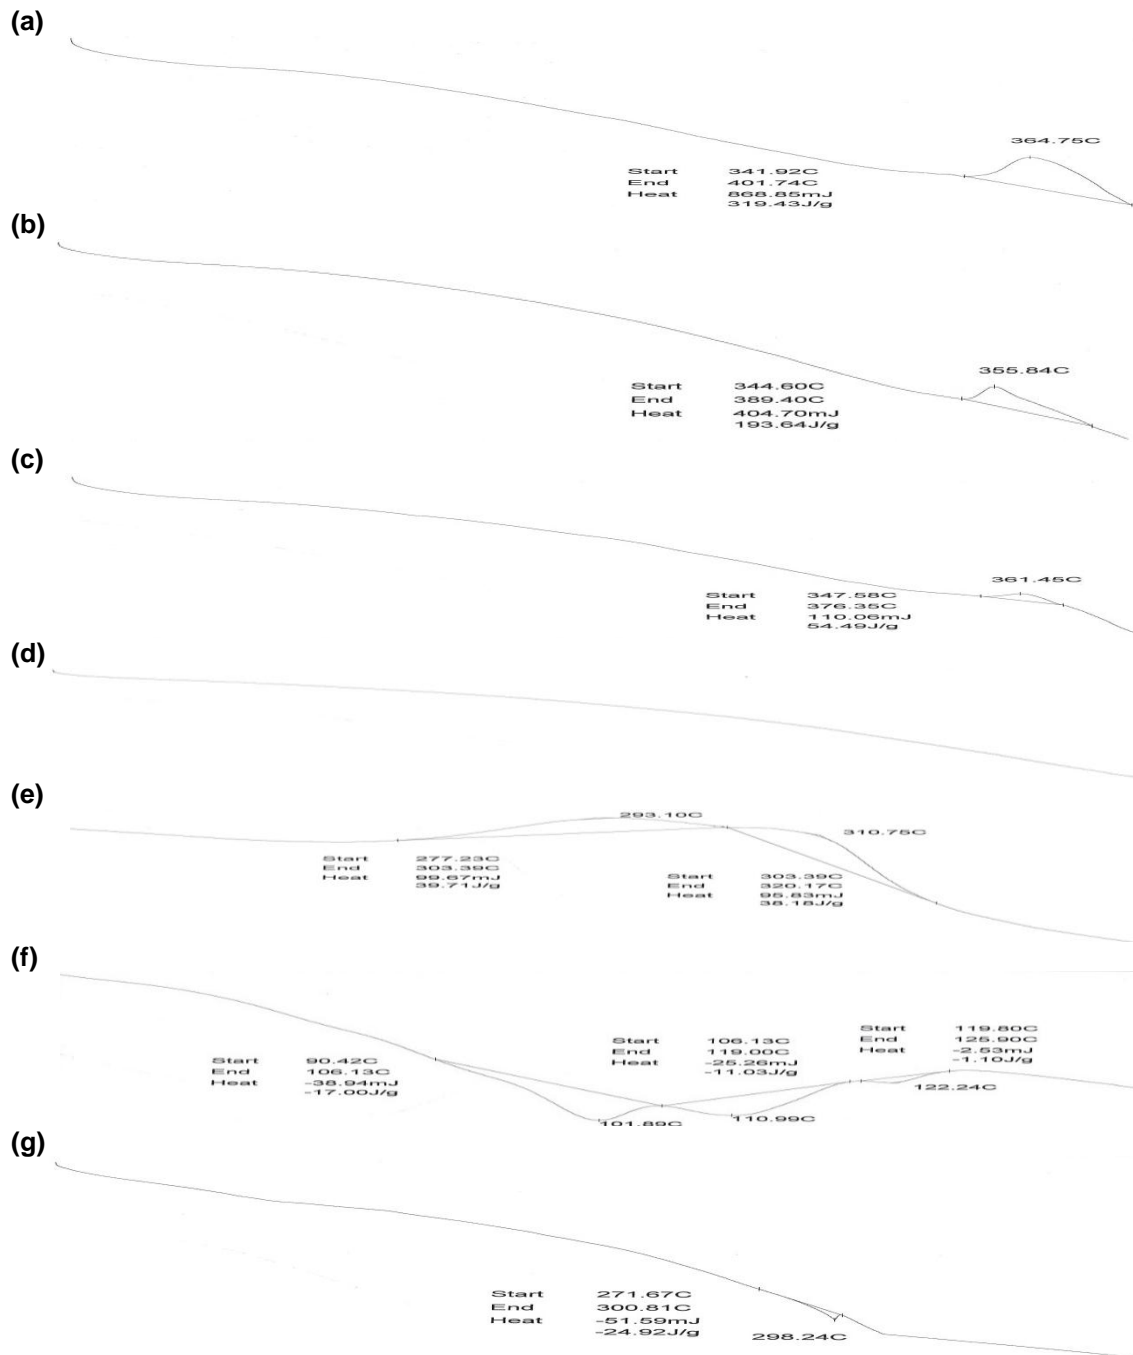 (a)
364.75C
Start 341.92C
End 401.74C
Heat 868.85mJ
319.43J/g
(b)
355.84C
Start 344.60C
End 389.40C
Heat 404.70mJ
193.64J/g
(c)
361.45C
Start 347.58C
End 376.35C
Heat 110.06mJ
54.49J/g
(d)
(e)
293.10C
310.75C
Start 277.23C
End 303.39C
Heat 99.67mJ
39.71J/g
Start 303.39C
End 320.17C
Heat 95.83mJ
38.18J/g
(f)
Start 90.42C
End 106.13C
Heat -38.94mJ
-17.00J/g
Start 106.13C
End 119.00C
Heat -25.26mJ
-11.03J/g
Start 119.80C
End 125.90C
Heat -2.53mJ
-1.10J/g
122.24C
101.89C
110.99C
(g)
Start 271.67C
End 300.81C
Heat -51.59mJ
-24.92J/g
298.24C